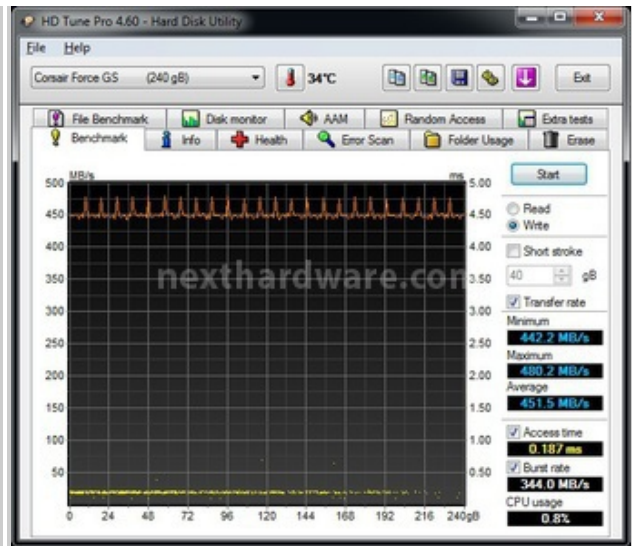 HD Tune Pro 4.60 - Hard Disk Utility
File Help
Corsair Force GS (240 gB) 34°C Exit
File Benchmark Disk monitor AAM Random Access Extra tests
Benchmark Info Health Error Scan Folder Usage Erase
MB/s ms Start
500 5.00
450 4.50 Read
Write
400 4.00 Short stroke
350 3.50 40 gB
nexthardware.com
300 3.00 Transfer rate
Minimum
250 2.50 442.2 MB/s
Maximum
200 2.00 480.2 MB/s
Average
150 1.50 451.5 MB/s
100 1.00 Access time
0.187 ms
50 0.50 Burst rate
344.0 MB/s
CPU usage
0 24 48 72 96 120 144 168 192 216 240gB 0.8%